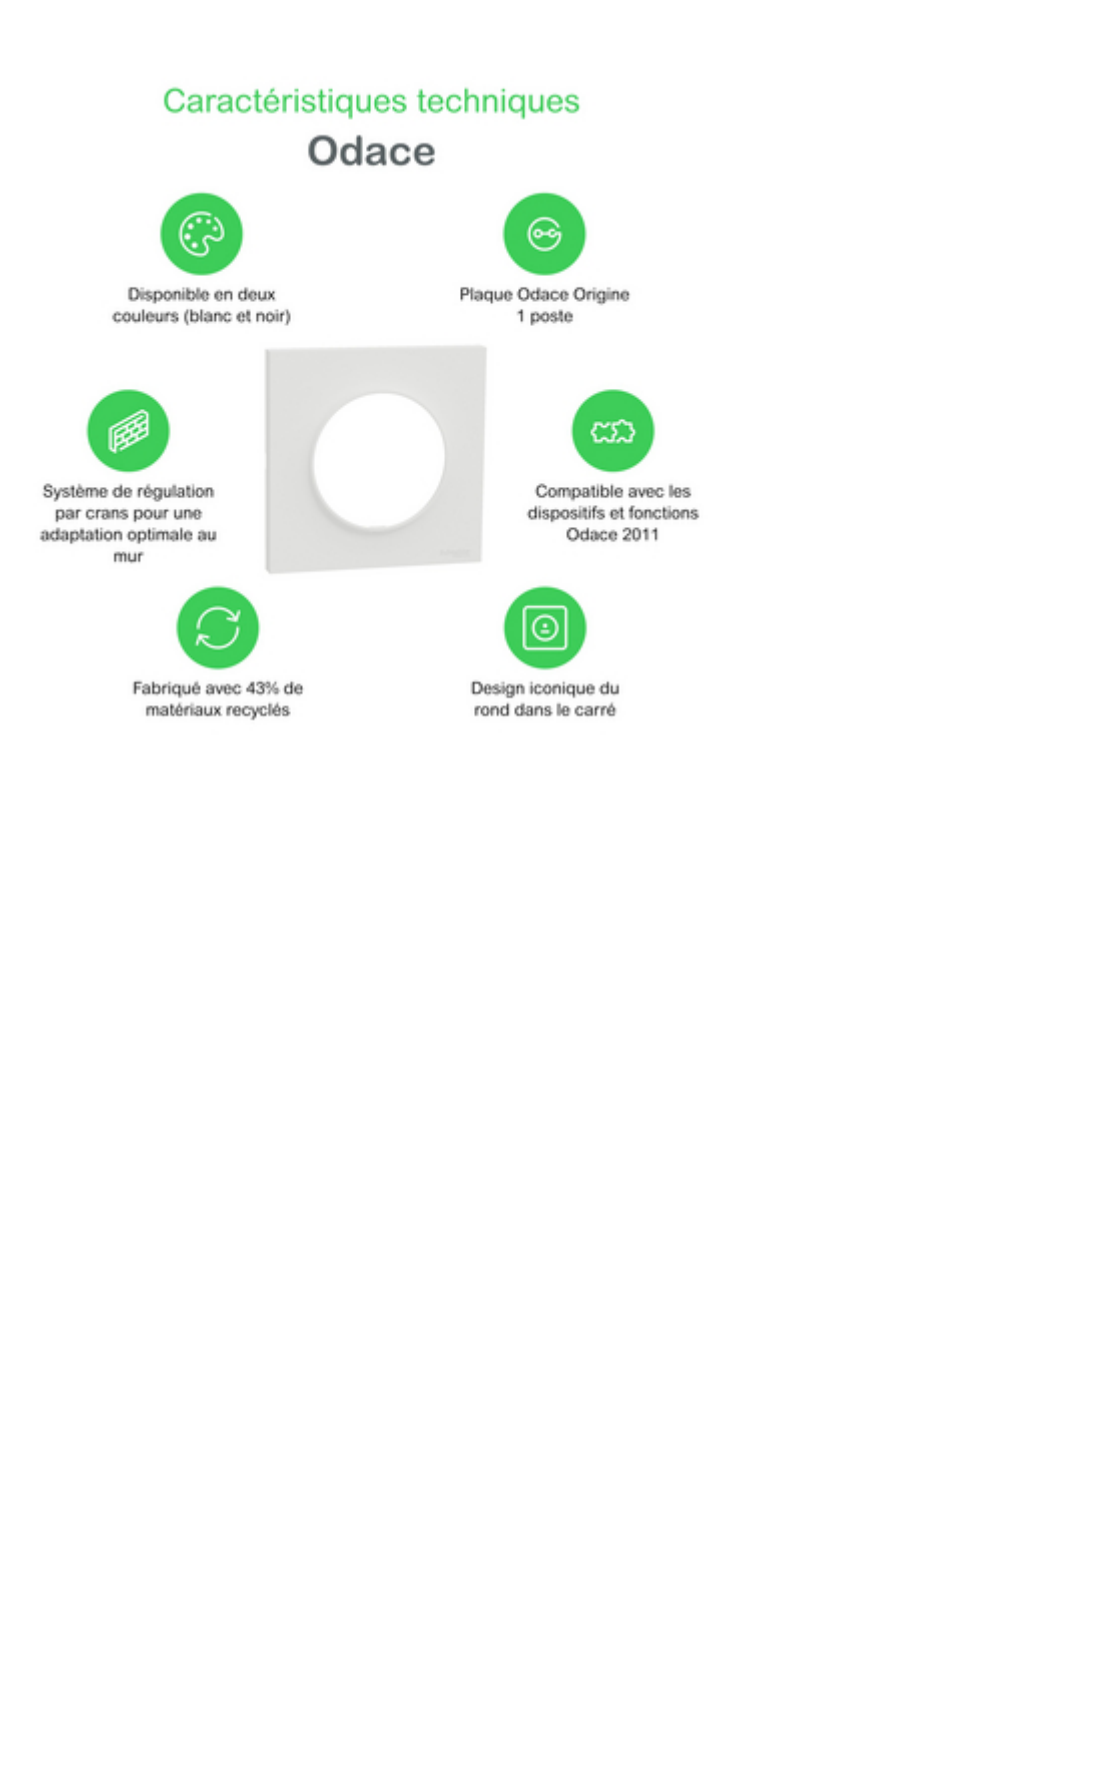 Caractéristiques techniques
Odace
Disponible en deux
couleurs (blanc et noir)
Plaque Odace Origine
1 poste
Système de régulation
par crans pour une
adaptation optimale au
mur
Compatible avec les
dispositifs et fonctions
Odace 2011
Fabriqué avec 43% de
matériaux recyclés
Design iconique du
rond dans le carré